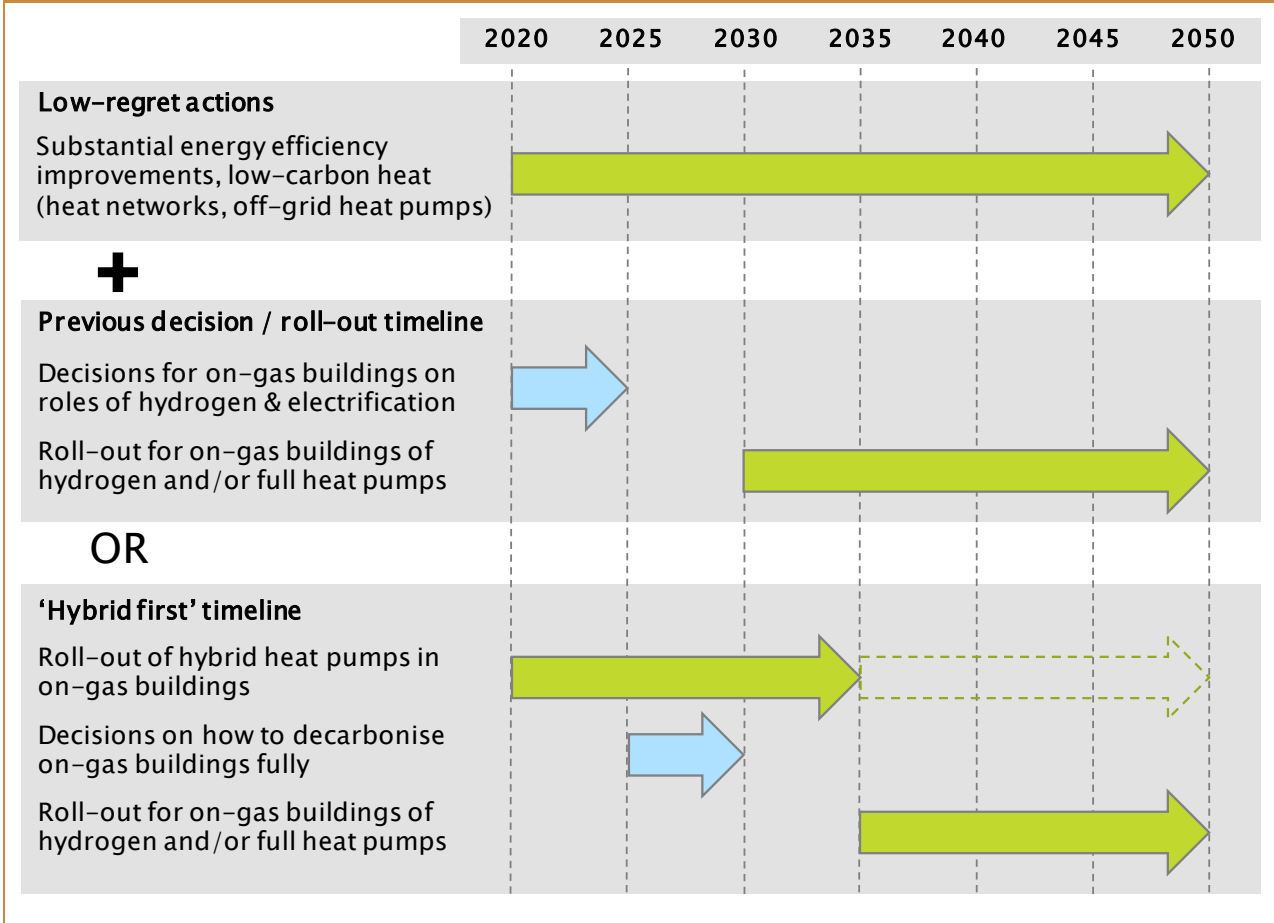 2020 2025 2030 2035 2040 2045 2050
Low-regret actions
Substantial energy efficiency
improvements, low-carbon heat
(heat networks, off-grid heat pumps)
+
Previous decision / roll-out timeline
Decisions for on-gas buildings on
roles of hydrogen & electrification
Roll-out for on-gas buildings of
hydrogen and/or full heat pumps
OR
‘Hybrid first’ timeline
Roll-out of hybrid heat pumps in
on-gas buildings
Decisions on how to decarbonise
on-gas buildings fully
Roll-out for on-gas buildings of
hydrogen and/or full heat pumps